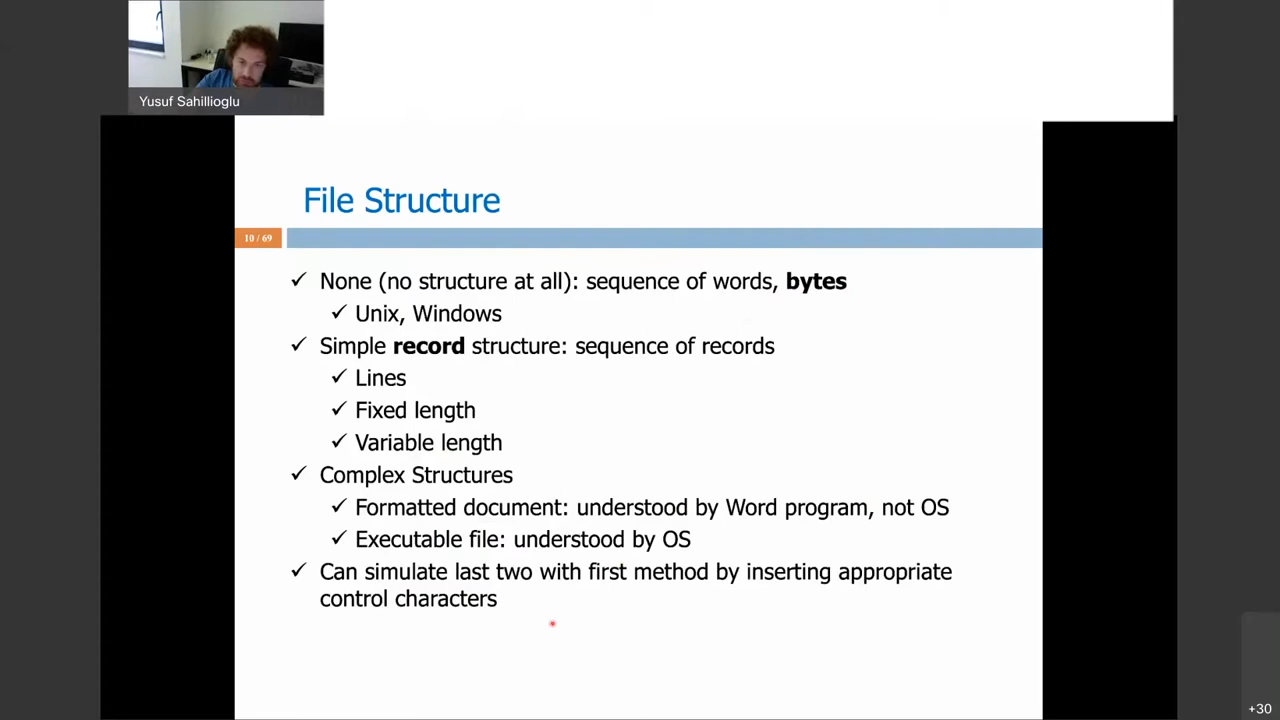 Yusuf Sahillioglu
File Structure
10 / 69
✓ None (no structure at all): sequence of words, bytes
✓ Unix, Windows
✓ Simple record structure: sequence of records
✓ Lines
✓ Fixed length
✓ Variable length
✓ Complex Structures
✓ Formatted document: understood by Word program, not OS
✓ Executable file: understood by OS
✓ Can simulate last two with first method by inserting appropriate
control characters
+30